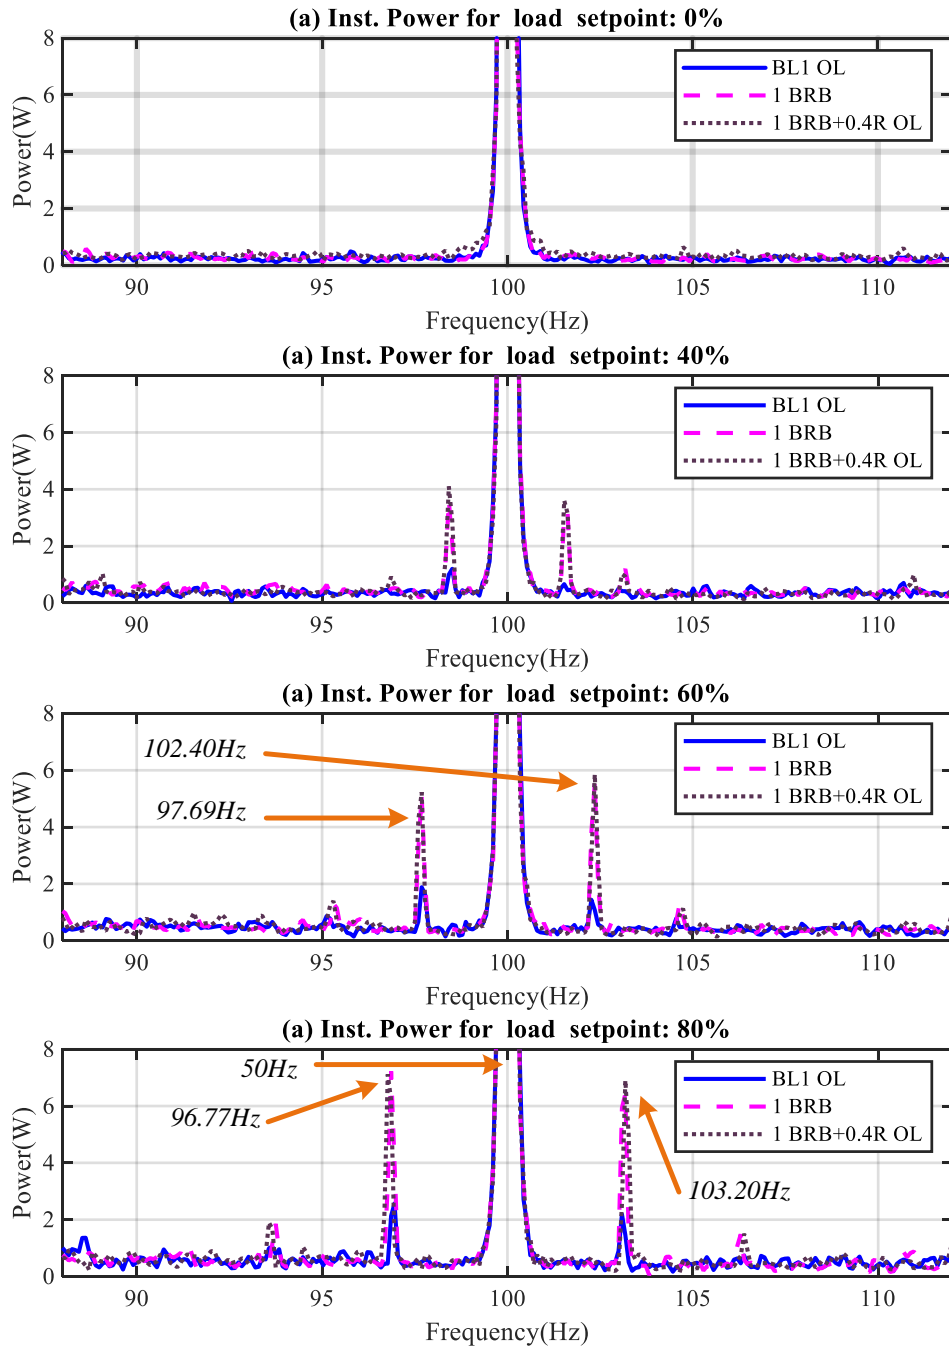 (a) Inst. Power for load setpoint: 0%
8
6
4
2
0
Power(W)
BL1 OL
1 BRB
1 BRB+0.4R OL
90
95
100
105
110
Frequency(Hz)
(a) Inst. Power for load setpoint: 40%
8
6
4
2
0
Power(W)
BL1 OL
1 BRB
1 BRB+0.4R OL
90
95
100
105
110
Frequency(Hz)
(a) Inst. Power for load setpoint: 60%
8
6
4
2
0
Power(W)
102.40Hz
97.69Hz
BL1 OL
1 BRB
1 BRB+0.4R OL
90
95
100
105
110
Frequency(Hz)
(a) Inst. Power for load setpoint: 80%
8
6
4
2
0
Power(W)
50Hz
96.77Hz
BL1 OL
1 BRB
1 BRB+0.4R OL
103.20Hz
90
95
100
105
110
Frequency(Hz)